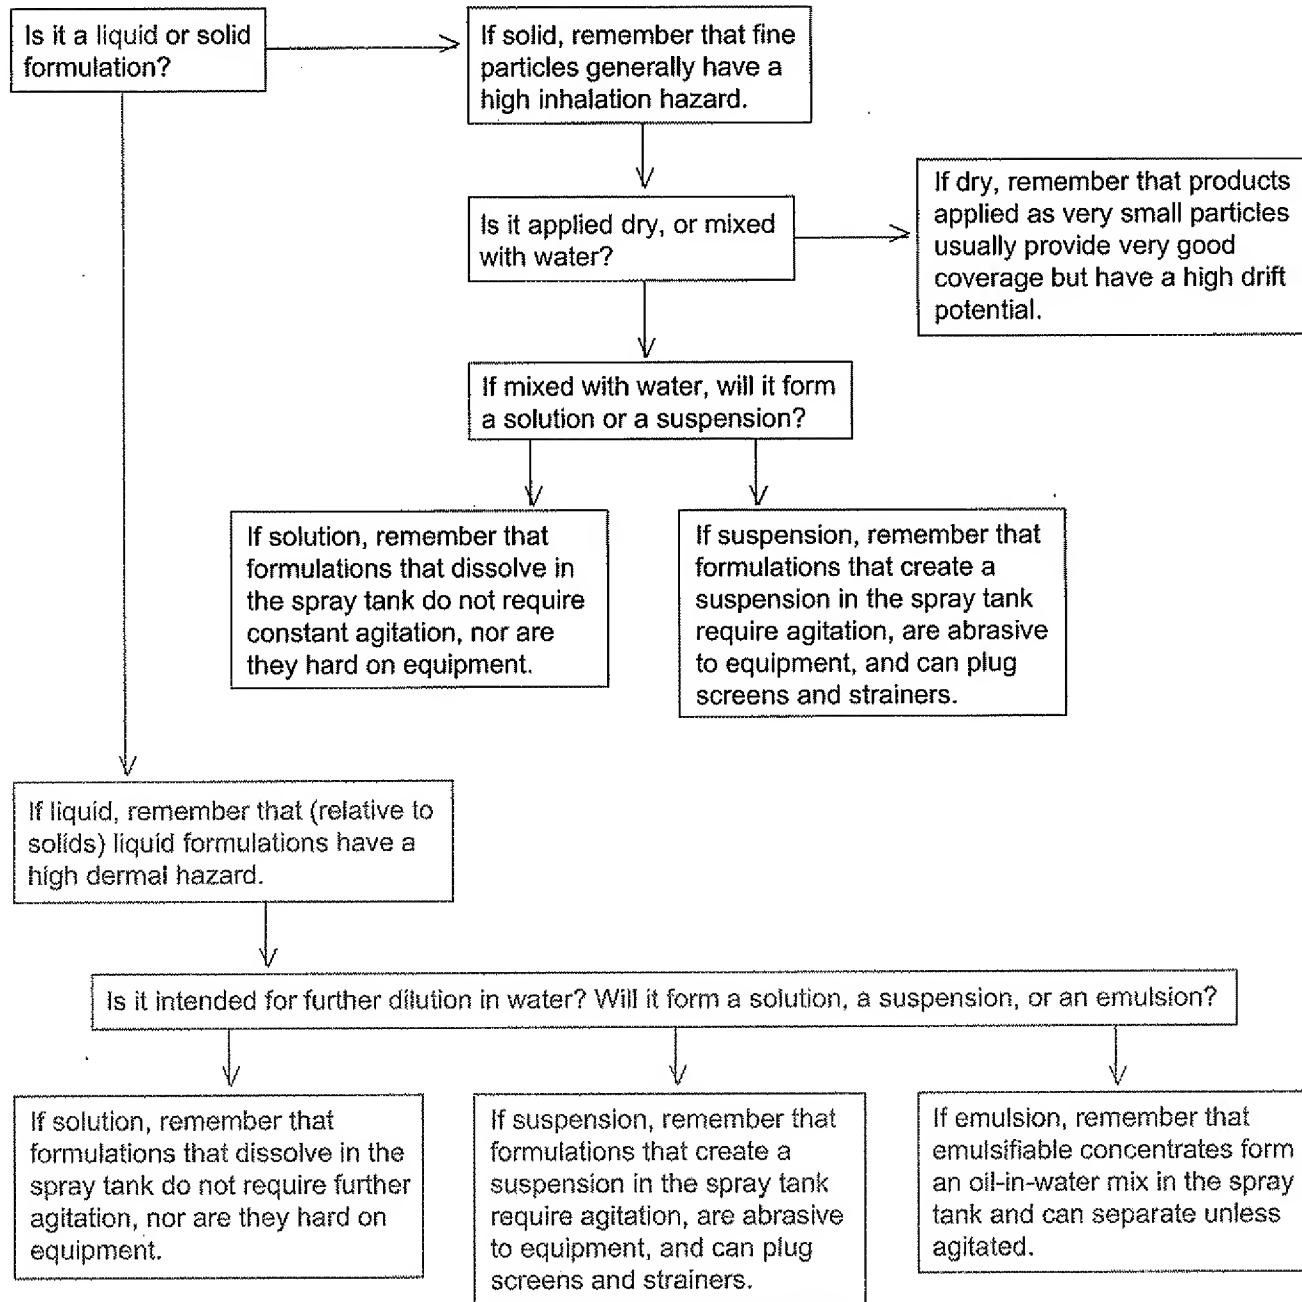 Is it a liquid or solid
formulation?
If solid, remember that fine
particles generally have a
high inhalation hazard.
If dry, remember that products
applied as very small particles
usually provide very good
coverage but have a high drift
potential.
Is it applied dry, or mixed
with water?
If mixed with water, will it form
a solution or a suspension?
If solution, remember that
formulations that dissolve in
the spray tank do not require
constant agitation, nor are
they hard on equipment.
If suspension, remember that
formulations that create a
suspension in the spray tank
require agitation, are abrasive
to equipment, and can plug
screens and strainers.
If liquid, remember that (relative to
solids) liquid formulations have a
high dermal hazard.
Is it intended for further dilution in water? Will it form a solution, a suspension, or an emulsion?
If solution, remember that
formulations that dissolve in the
spray tank do not require further
agitation, nor are they hard on
equipment.
If suspension, remember that
formulations that create a
suspension in the spray tank
require agitation, are abrasive
to equipment, and can plug
screens and strainers.
If emulsion, remember that
emulsifiable concentrates form
an oil-in-water mix in the spray
tank and can separate unless
agitated.